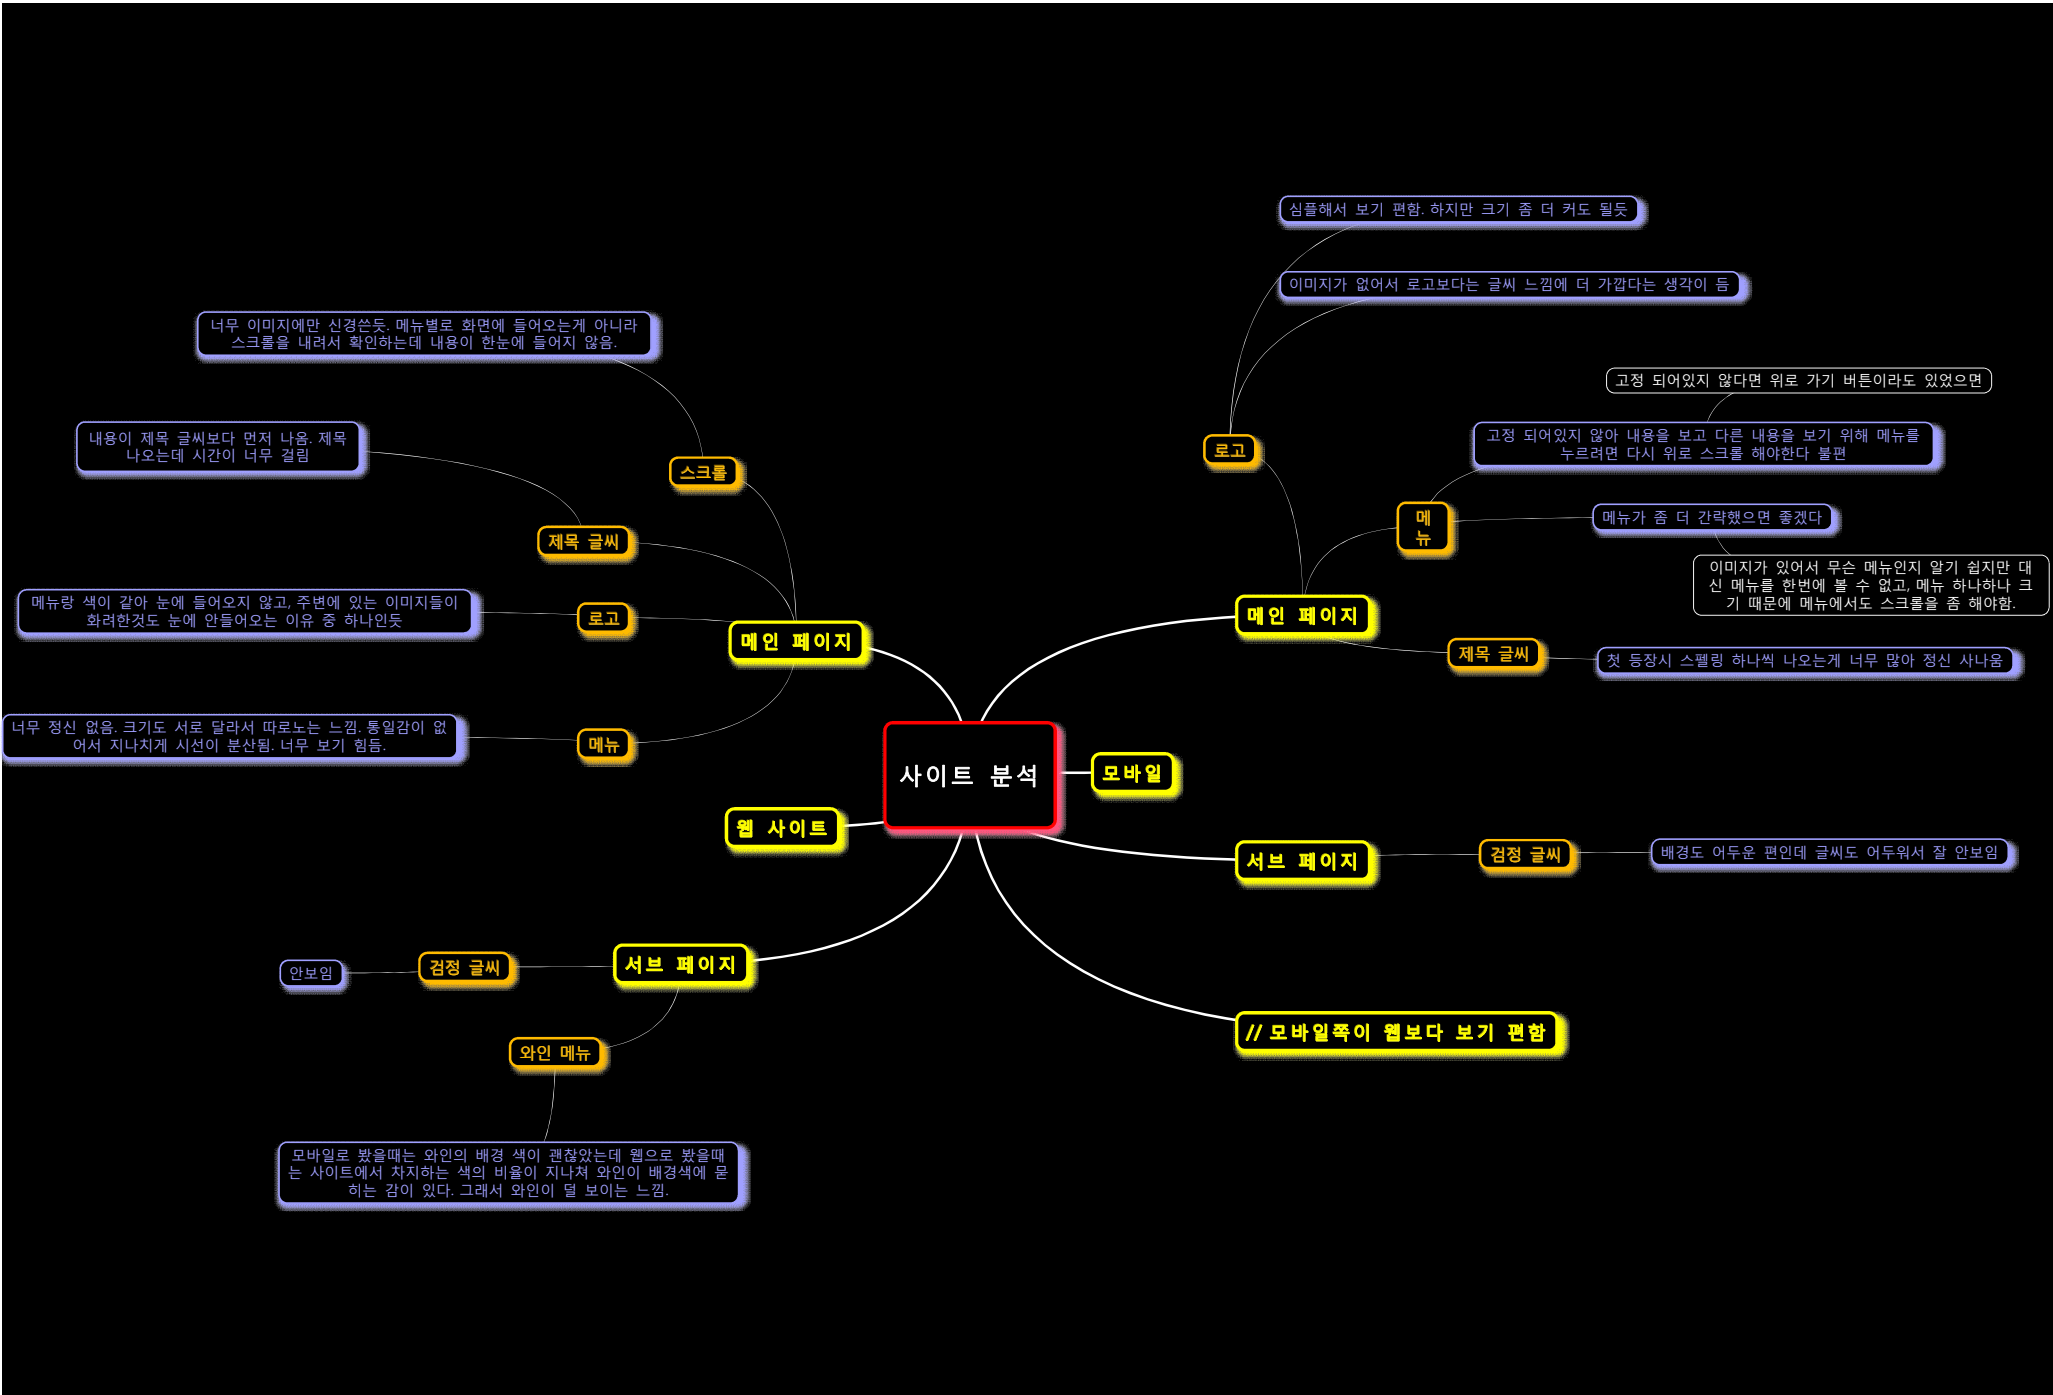 심플해서 보기 편함. 하지만 크기 좀 더 커도 될듯
이미지가 없어서 로고보다는 글씨 느낌에 더 가깝다는 생각이 듬
로고
고정 되어있지 않다면 위로 가기 버튼이라도 있었으면
고정 되어있지 않아 내용을 보고 다른 내용을 보기 위해 메뉴를
누르려면 다시 위로 스크롤 해야한다 불편
메
뉴
메뉴가 좀 더 간략했으면 좋겠다
이미지가 있어서 무슨 메뉴인지 알기 쉽지만 대
신 메뉴를 한번에 볼 수 없고, 메뉴 하나하나 크
기 때문에 메뉴에서도 스크롤을 좀 해야함.
메인 페이지
제목 글씨
첫 등장시 스펠링 하나씩 나오는게 너무 많아 정신 사나움
너무 이미지에만 신경쓴듯. 메뉴별로 화면에 들어오는게 아니라
스크롤을 내려서 확인하는데 내용이 한눈에 들어지 않음.
스크롤
내용이 제목 글씨보다 먼저 나옴. 제목
나오는데 시간이 너무 걸림
제목 글씨
메뉴랑 색이 같아 눈에 들어오지 않고, 주변에 있는 이미지들이
화려한것도 눈에 안들어오는 이유 중 하나인듯
로고
메인 페이지
너무 정신 없음. 크기도 서로 달라서 따로노는 느낌. 통일감이 없
어서 지나치게 시선이 분산됨. 너무 보기 힘듬.
메뉴
사이트 분석
모바일
웹 사이트
서브 페이지
검정 글씨
배경도 어두운 편인데 글씨도 어두워서 잘 안보임
서브 페이지
검정 글씨
안보임
와인 메뉴
모바일로 봤을때는 와인의 배경 색이 괜찮았는데 웹으로 봤을때
는 사이트에서 차지하는 색의 비율이 지나쳐 와인이 배경색에 묻
히는 감이 있다. 그래서 와인이 덜 보이는 느낌.
// 모바일쪽이 웹보다 보기 편함